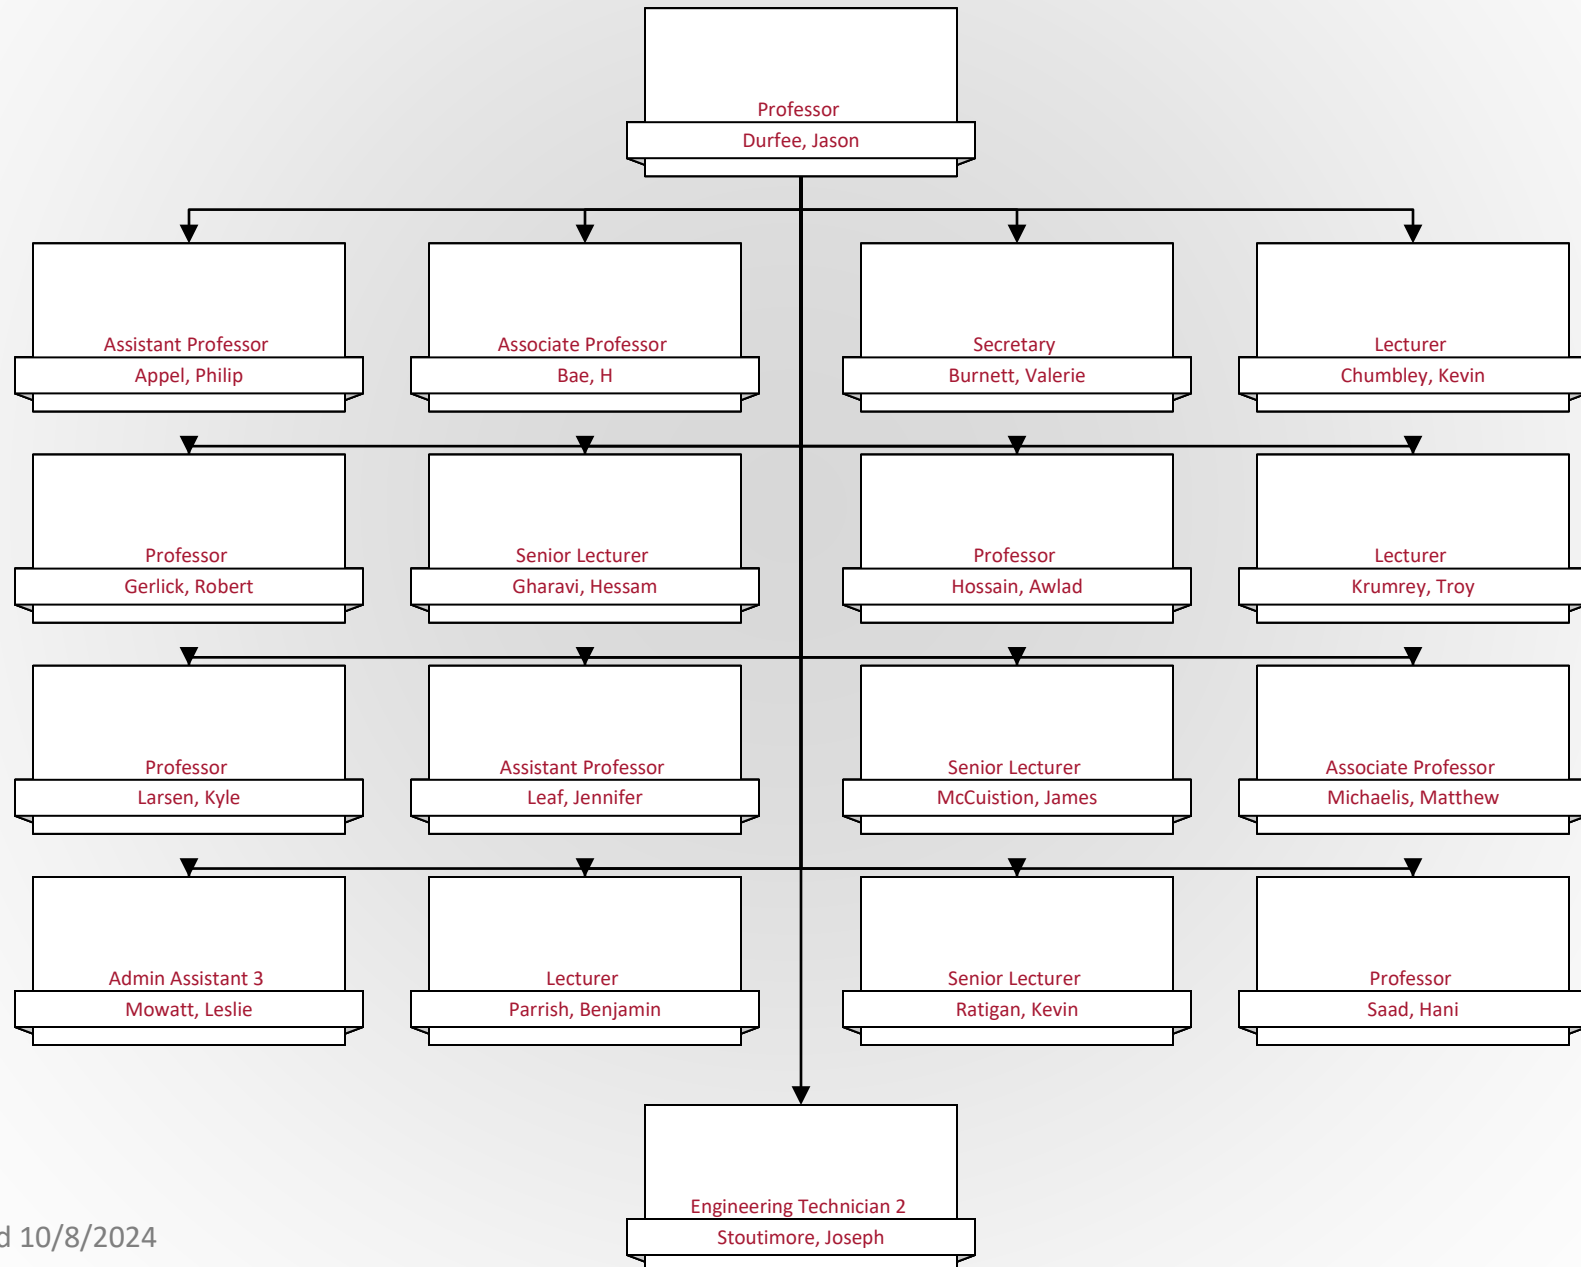 Professor
Durfee, Jason
Assistant Professor
Appel, Philip
Associate Professor
Bae, H
Secretary
Burnett, Valerie
Lecturer
Chumbley, Kevin
Professor
Gerlick, Robert
Senior Lecturer
Gharavi, Hessam
Professor
Hossain, Awlad
Lecturer
Krumrey, Troy
Professor
Larsen, Kyle
Assistant Professor
Leaf, Jennifer
Senior Lecturer
McCuistion, James
Associate Professor
Michaelis, Matthew
Admin Assistant 3
Mowatt, Leslie
Lecturer
Parrish, Benjamin
Senior Lecturer
Ratigan, Kevin
Professor
Saad, Hani
Engineering Technician 2
Stoutimore, Joseph
10/8/2024